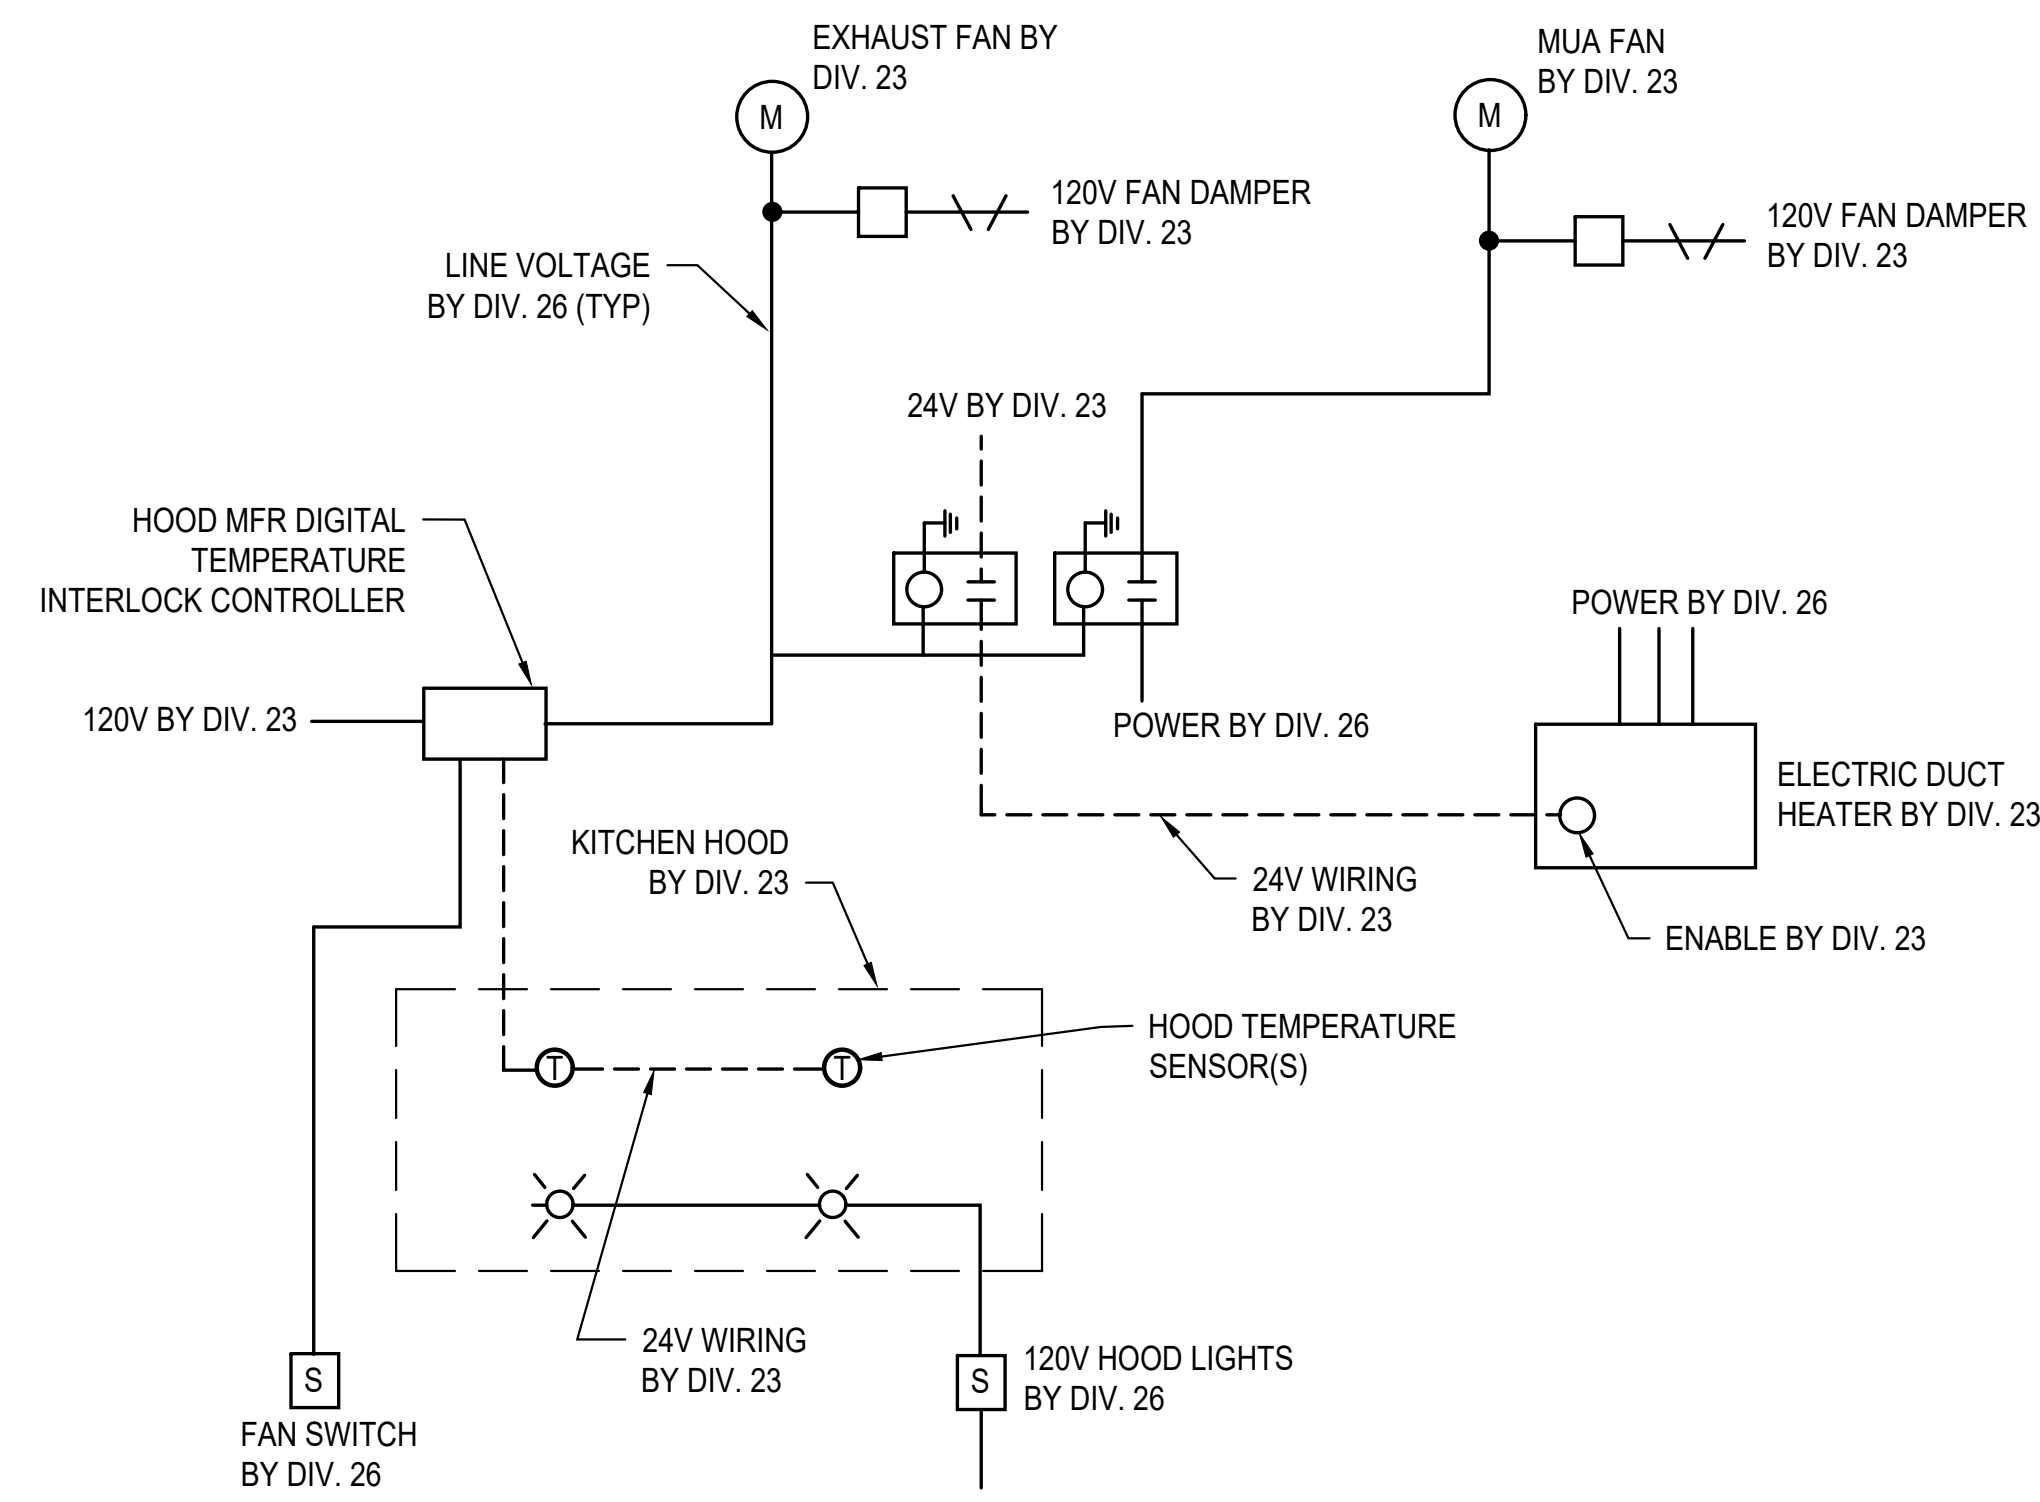 EXHAUST FAN BY
DIV. 23
M
MUA FAN
BY DIV. 23
M
120V FAN DAMPER
BY DIV. 23
120V FAN DAMPER
BY DIV. 23
LINE VOLTAGE
BY DIV. 26 (TYP)
24V BY DIV. 23
HOOD MFR DIGITAL
TEMPERATURE
INTERLOCK CONTROLLER
POWER BY DIV. 26
120V BY DIV. 23
POWER BY DIV. 26
ELECTRIC DUCT
HEATER BY DIV. 23
KITCHEN HOOD
BY DIV. 23
24V WIRING
BY DIV. 23
ENABLE BY DIV. 23
HOOD TEMPERATURE
SENSOR(S)
T
T
24V WIRING
BY DIV. 23
S
120V HOOD LIGHTS
BY DIV. 26
S
FAN SWITCH
BY DIV. 26